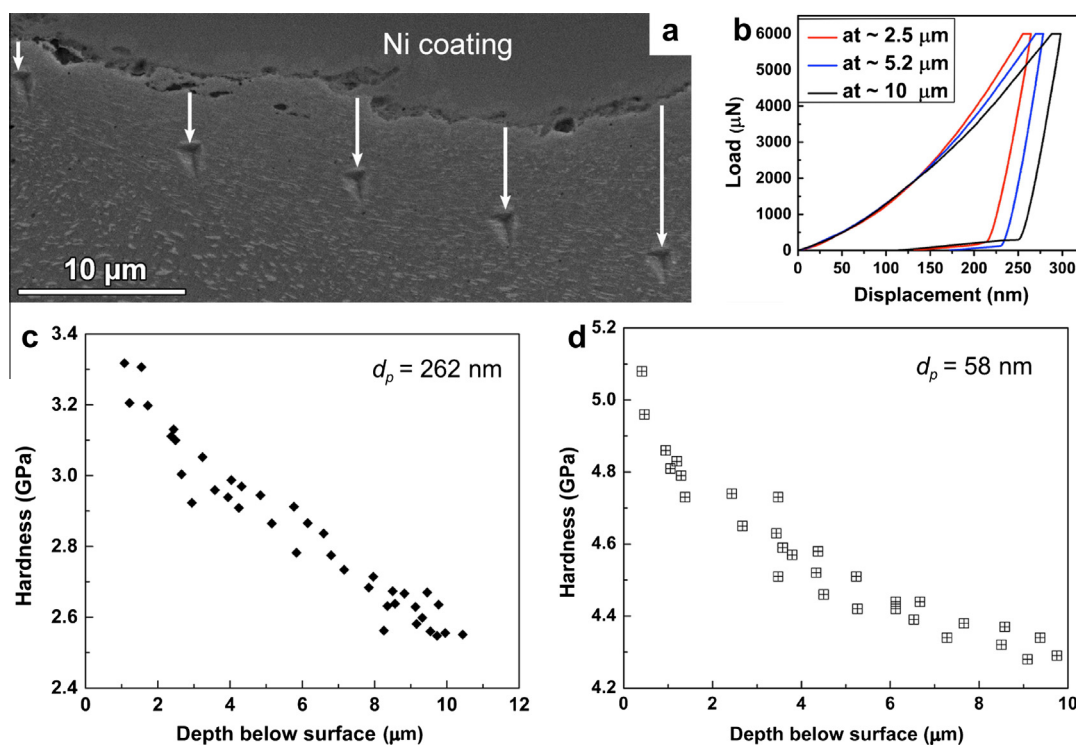 Ni coating
a
10 µm
b
at ~ 2.5 µm
at ~ 5.2 µm
at ~ 10 µm
6000
5000
4000
3000
2000
1000
0
Load (µN)
0 50 100 150 200 250 300
Displacement (nm)
c
dp = 262 nm
3.4
3.2
3.0
2.8
2.6
2.4
Hardness (GPa)
0 2 4 6 8 10 12
Depth below surface (µm)
d
dp = 58 nm
5.2
5.0
4.8
4.6
4.4
4.2
Hardness (GPa)
0 2 4 6 8 10
Depth below surface (µm)